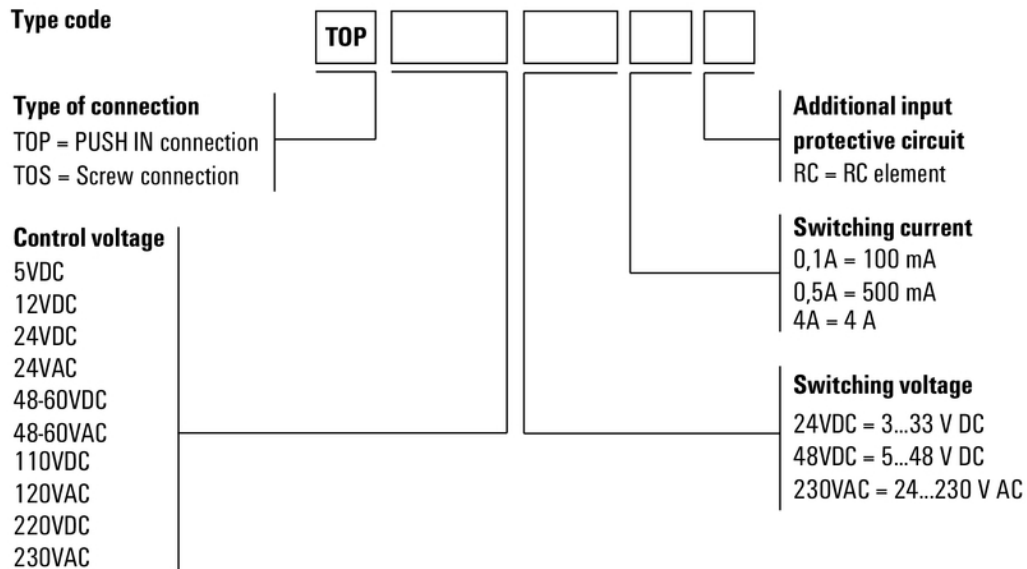 Type code
TOP
Type of connection
TOP = PUSH IN connection
TOS = Screw connection
Control voltage
5VDC
12VDC
24VDC
24VAC
48-60VDC
48-60VAC
110VDC
120VAC
220VDC
230VAC
Additional input
protective circuit
RC = RC element
Switching current
0,1A = 100 mA
0,5A = 500 mA
4A = 4 A
Switching voltage
24VDC = 3...33 V DC
48VDC = 5...48 V DC
230VAC = 24...230 V AC